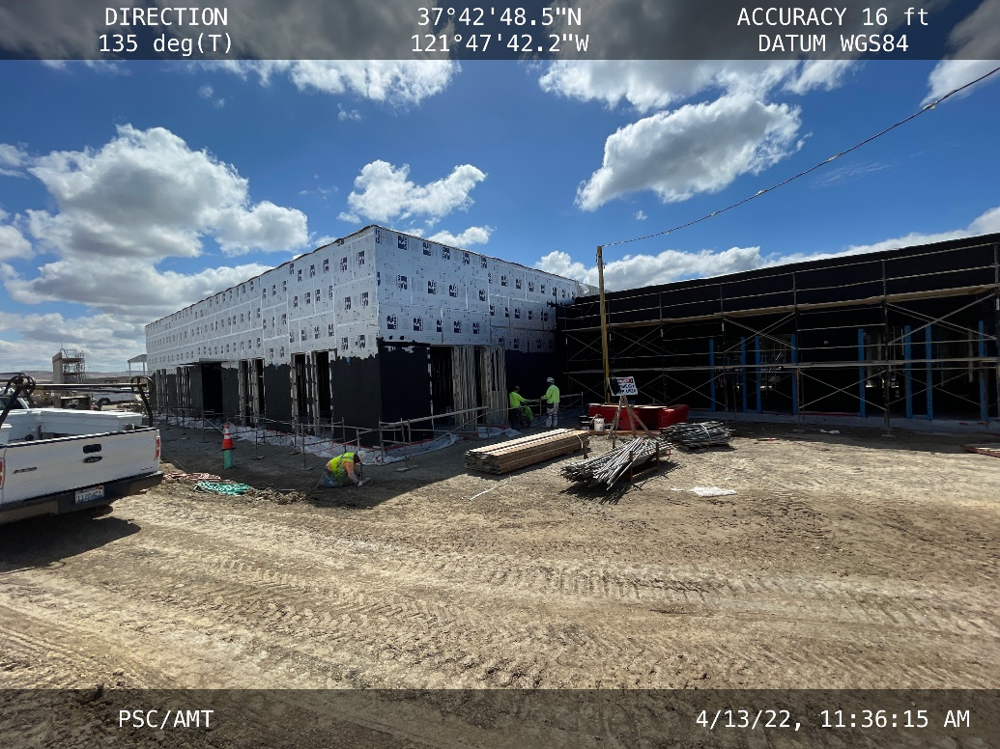 DIRECTION
135 deg(T)
37°42'48.5"N
121°47'42.2"W
ACCURACY 16 ft
DATUM WGS84
PSC/AMT
4/13/22, 11:36:15 AM